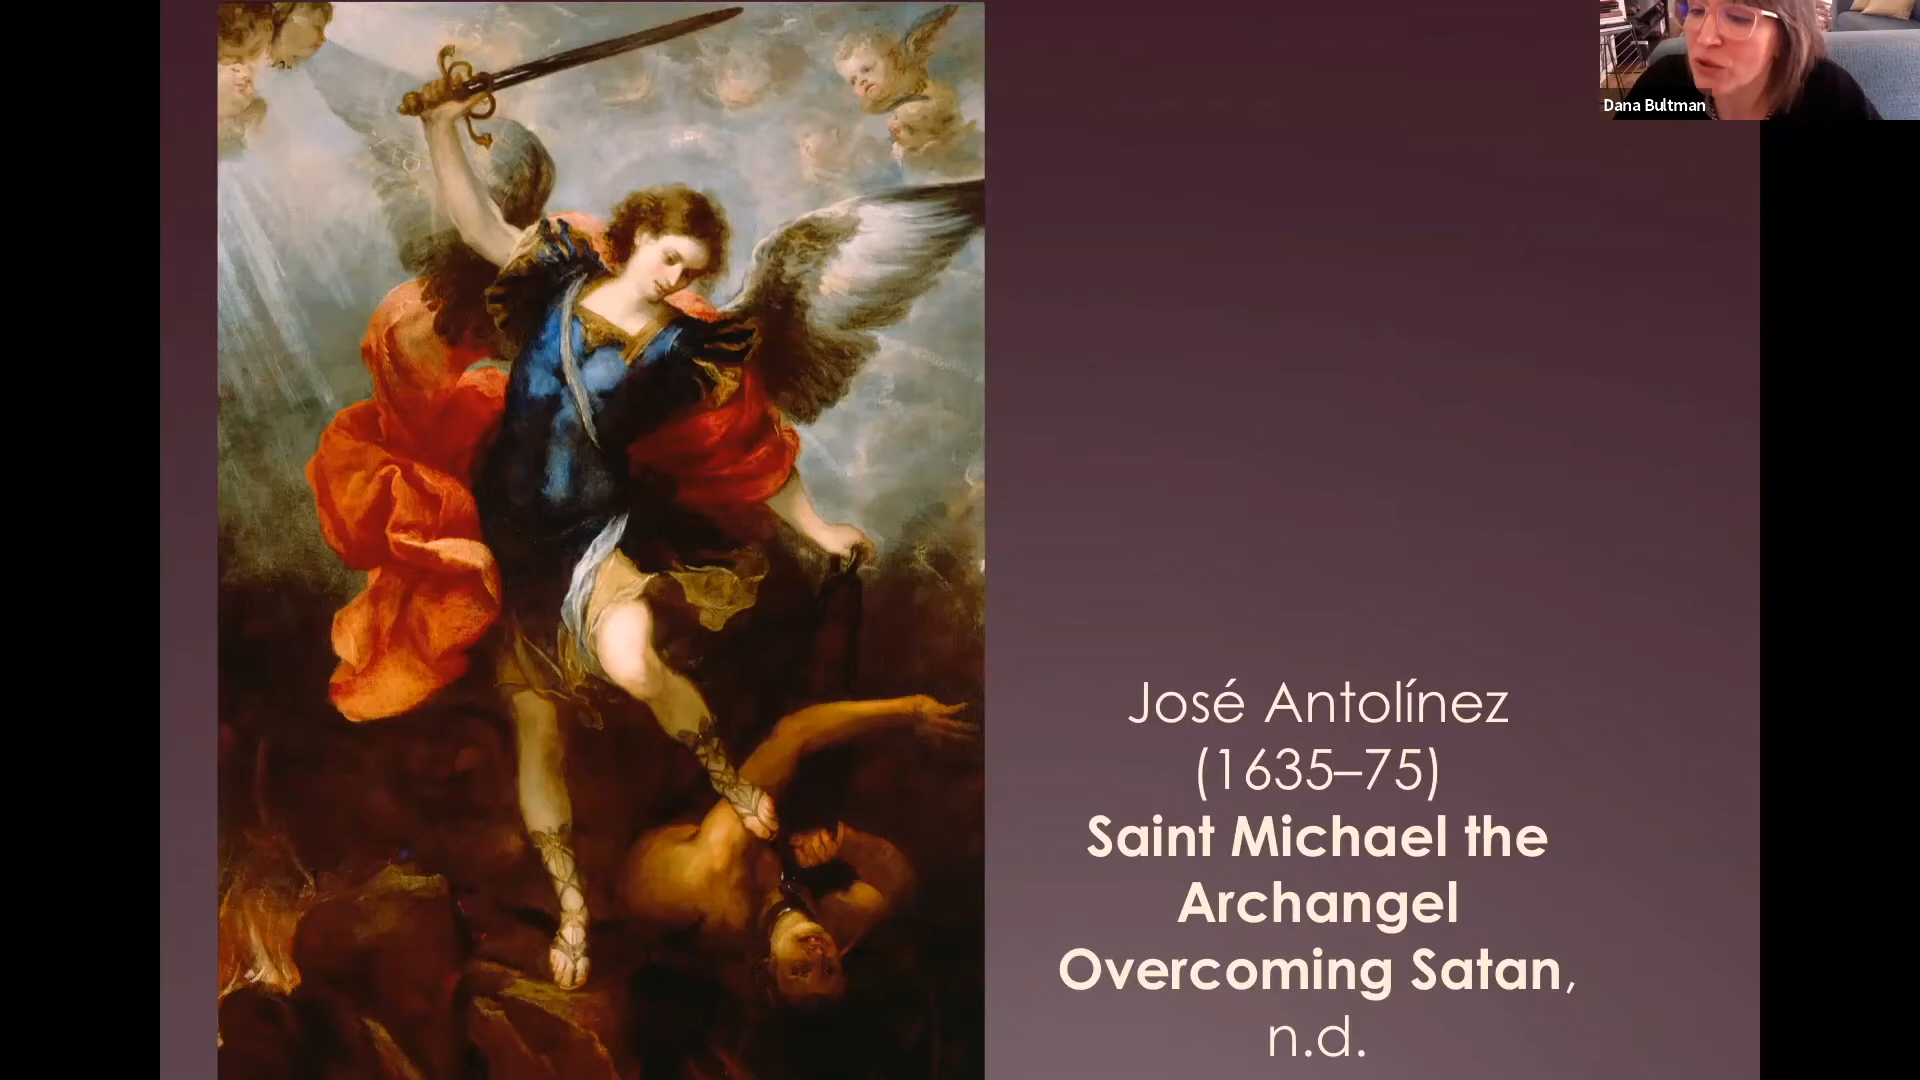 Dana Bultman
José Antolínez
(1635–75)
Saint Michael the
Archangel
Overcoming Satan,
n.d.